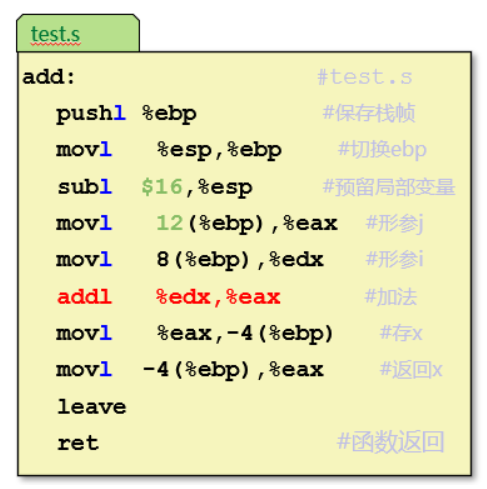 test.s
add: #test.s
pushl %ebp #保存栈帧
movl %esp,%ebp #切换ebp
subl $16,%esp #预留局部变量
movl 12(%ebp),%eax #形参j
movl 8(%ebp),%edx #形参i
addl %edx,%eax #加法
movl %eax,-4(%ebp) #存x
movl -4(%ebp),%eax #返回x
leave
ret #函数返回